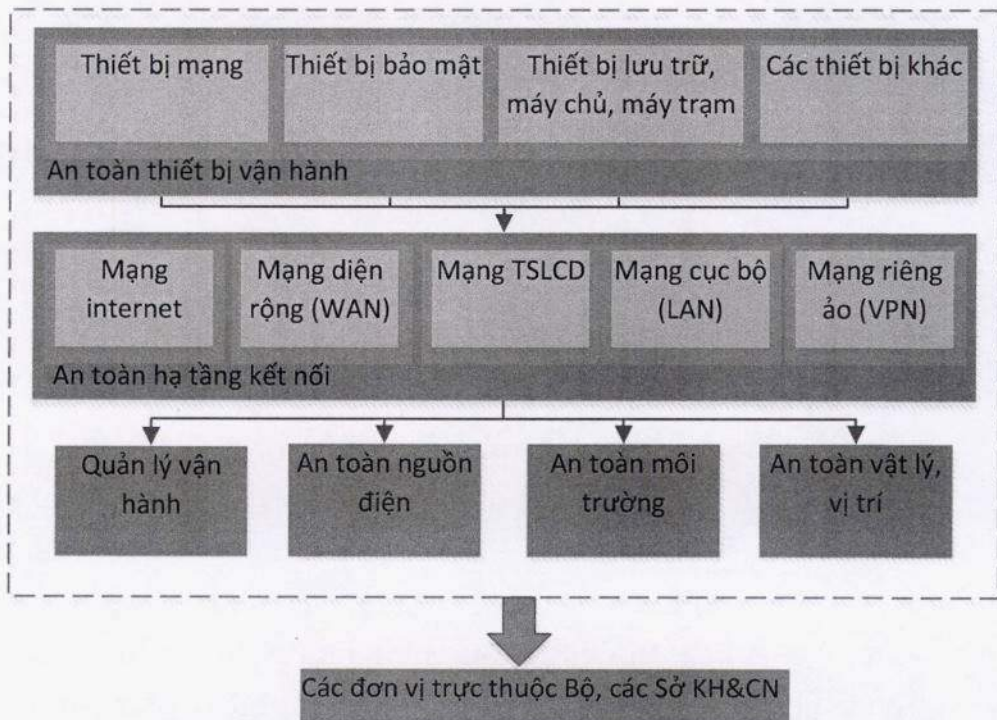 Thiết bị mạng
Thiết bị bảo mật
Thiết bị lưu trữ,
máy chủ, máy trạm
Các thiết bị khác
An toàn thiết bị vận hành
Mạng
internet
Mạng diện
rộng (WAN)
Mạng TSLCD
Mạng cục bộ
(LAN)
Mạng riêng
ảo (VPN)
An toàn hạ tầng kết nối
Quản lý vận
hành
An toàn nguồn
điện
An toàn môi
trường
An toàn vật lý,
vị trí
Các đơn vị trực thuộc Bộ, các Sở KH&CN